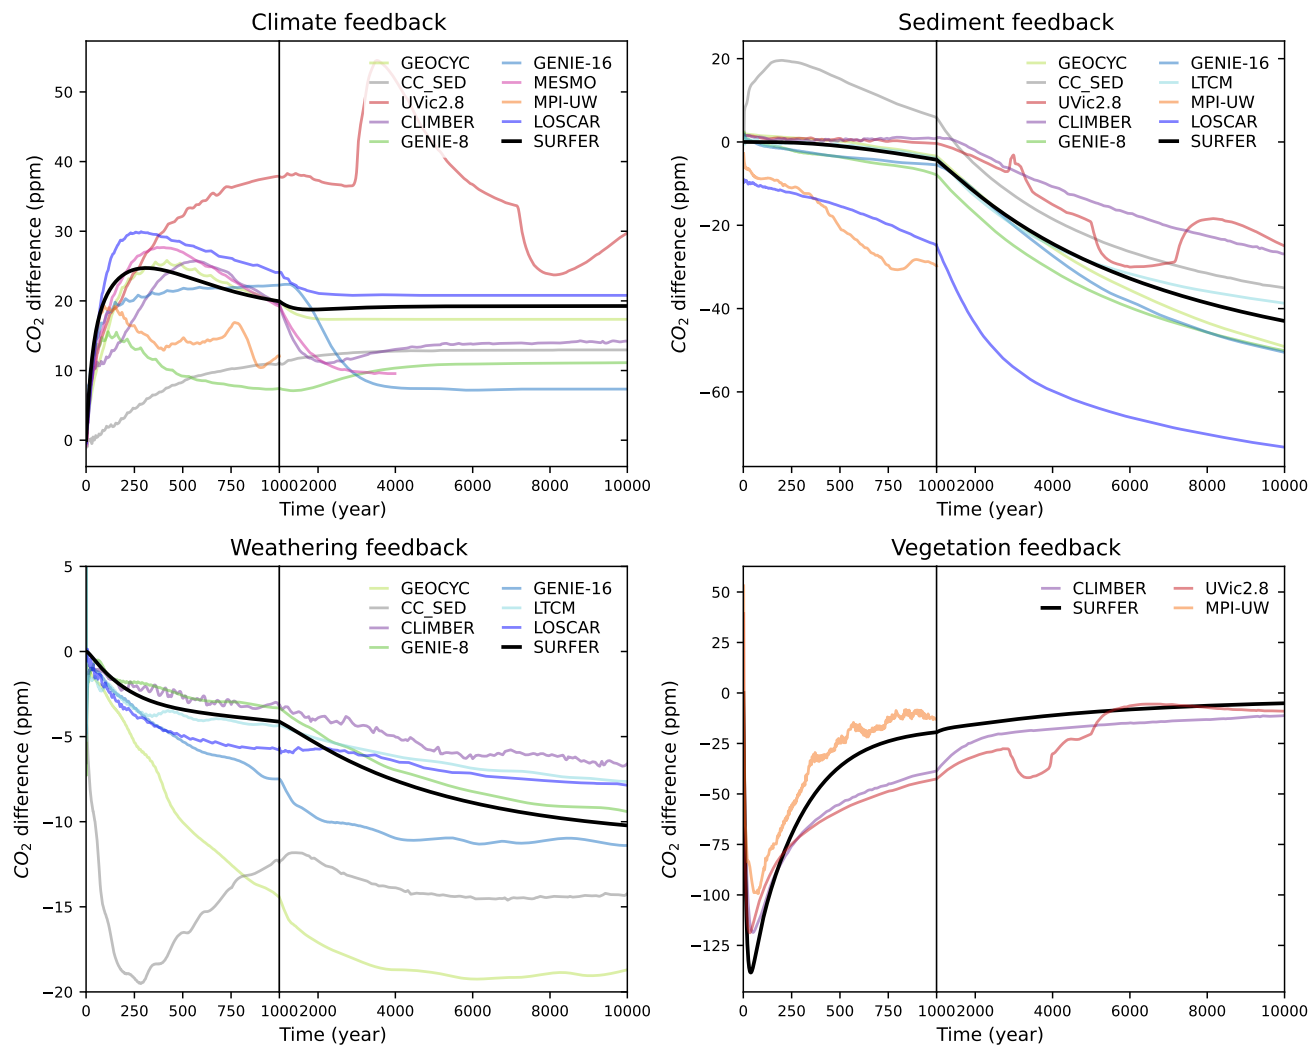 Climate feedback
CO2 difference (ppm)
50
40
30
20
10
0
GEOCYC
CC_SED
UVic2.8
CLIMBER
GENIE-8
GENIE-16
MESMO
MPI-UW
LOSCAR
SURFER
0 250 500 750 1000 2000 4000 6000 8000 10000
Time (year)
Sediment feedback
CO2 difference (ppm)
20
0
−20
−40
−60
GEOCYC
CC_SED
UVic2.8
CLIMBER
GENIE-8
GENIE-16
LTCM
MPI-UW
LOSCAR
SURFER
0 250 500 750 1000 2000 4000 6000 8000 10000
Time (year)
Weathering feedback
CO2 difference (ppm)
5
0
−5
−10
−15
−20
GEOCYC
CC_SED
CLIMBER
GENIE-8
GENIE-16
LTCM
LOSCAR
SURFER
0 250 500 750 1000 2000 4000 6000 8000 10000
Time (year)
Vegetation feedback
CO2 difference (ppm)
50
25
0
−25
−50
−75
−100
−125
CLIMBER
SURFER
UVic2.8
MPI-UW
0 250 500 750 1000 2000 4000 6000 8000 10000
Time (year)